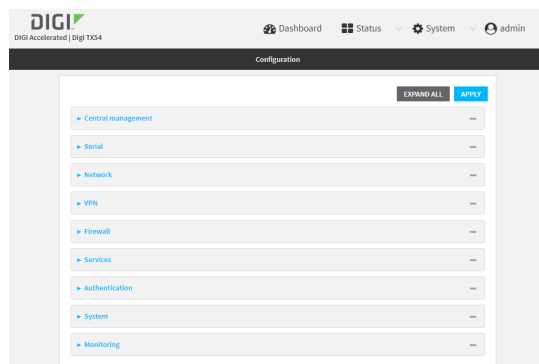 DIGI
DIGI Accelerated | Digi TX54
Dashboard Status System admin
Configuration
EXPAND ALL APPLY
Central management
Serial
Network
VPN
Firewall
Services
Authentication
System
Monitoring